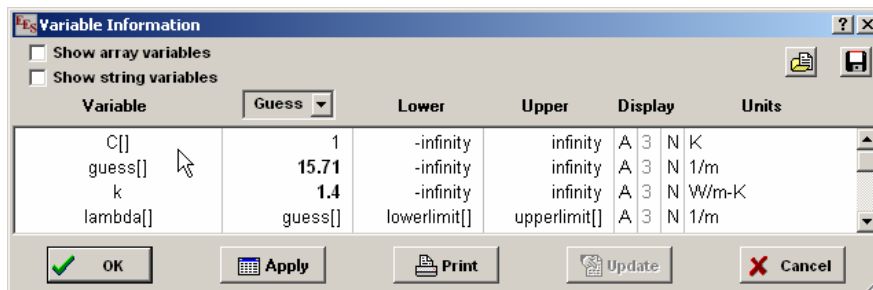 EES Variable Information ? X
Show array variables
Show string variables
Variable Guess Lower Upper Display Units
C[] 1 -infinity infinity A 3 N K
guess[] 15.71 -infinity infinity A 3 N 1/m
k 1.4 -infinity infinity A 3 N W/m-K
lambda[] guess[] lowerlimit[] upperlimit[] A 3 N 1/m
OK Apply Print Update Cancel